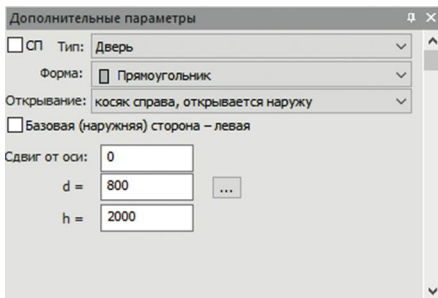 Дополнительные параметры
СП Тип: Дверь
Форма: Прямоугольник
Открывание: косяк справа, открывается наружу
Базовая (наружняя) сторона – левая
Сдвиг от оси: 0
d = 800 ...
h = 2000